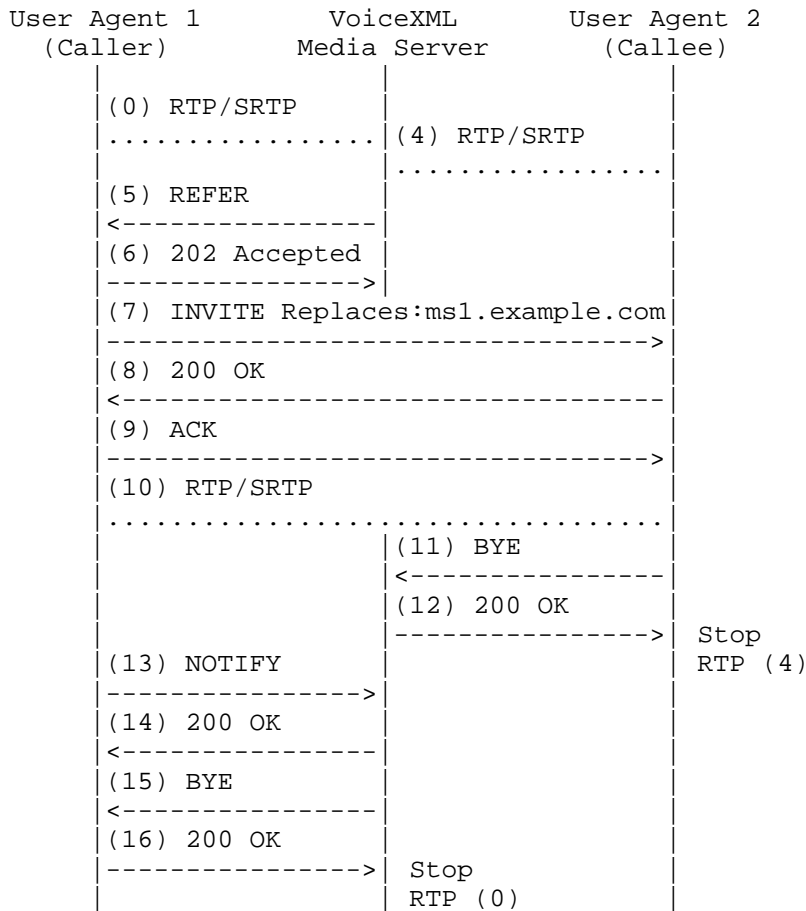 User Agent 1 VoiceXML User Agent 2
(Caller) Media Server (Callee)
(0) RTP/SRTP
(4) RTP/SRTP
(5) REFER
(6) 202 Accepted
(7) INVITE Replaces:ms1.example.com
(8) 200 OK
(9) ACK
(10) RTP/SRTP
(11) BYE
(12) 200 OK
Stop
(13) NOTIFY RTP (4)
(14) 200 OK
(15) BYE
(16) 200 OK
Stop
RTP (0)